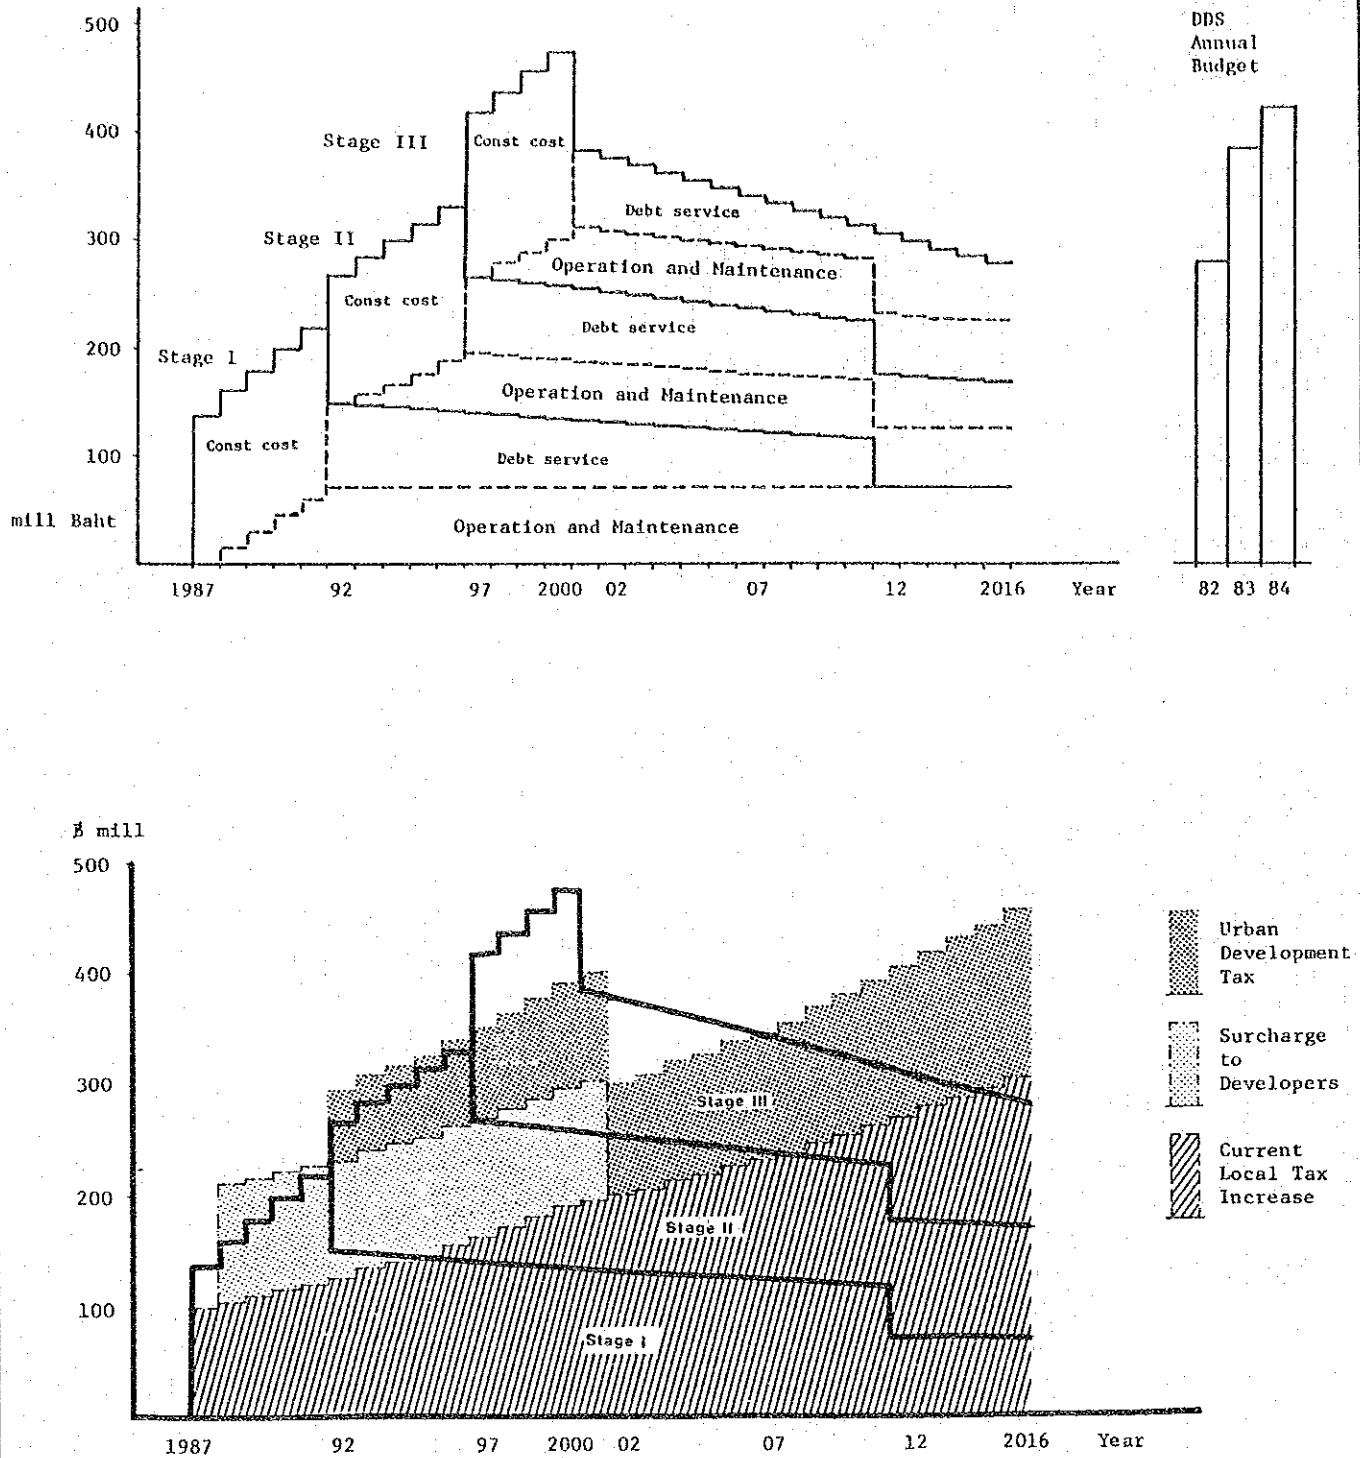 500
DDS
Annual
Budget
400
Stage III
Const cost
Debt service
300
Stage II
Operation and Maintenance
Const cost
Debt service
200
Stage I
Operation and Maintenance
100
Const cost
Debt service
mill Baht
Operation and Maintenance
1987 92 97 2000 02 07 12 2016 Year
82 83 84
฿ mill
500
Urban
Development
Tax
400
Surcharge
to
Developers
300
Stage III
Current
Local Tax
Increase
200
Stage II
100
Stage I
1987 92 97 2000 02 07 12 2016 Year